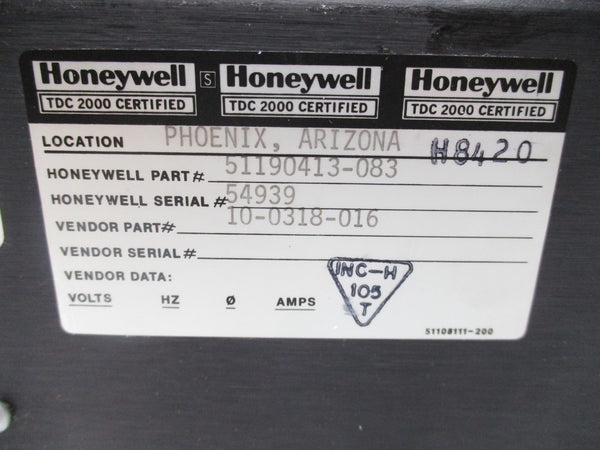 Honeywell S Honeywell Honeywell
TDC 2000 CERTIFIED TDC 2000 CERTIFIED TDC 2000 CERTIFIED
LOCATION PHOENIX, ARIZONA H8420
HONEYWELL PART# 51190413-083
HONEYWELL SERIAL# 54939
VENDOR PART# 10-0318-016
VENDOR SERIAL#
VENDOR DATA:
VOLTS HZ Ø AMPS
INC-H
105
T
51108111-200